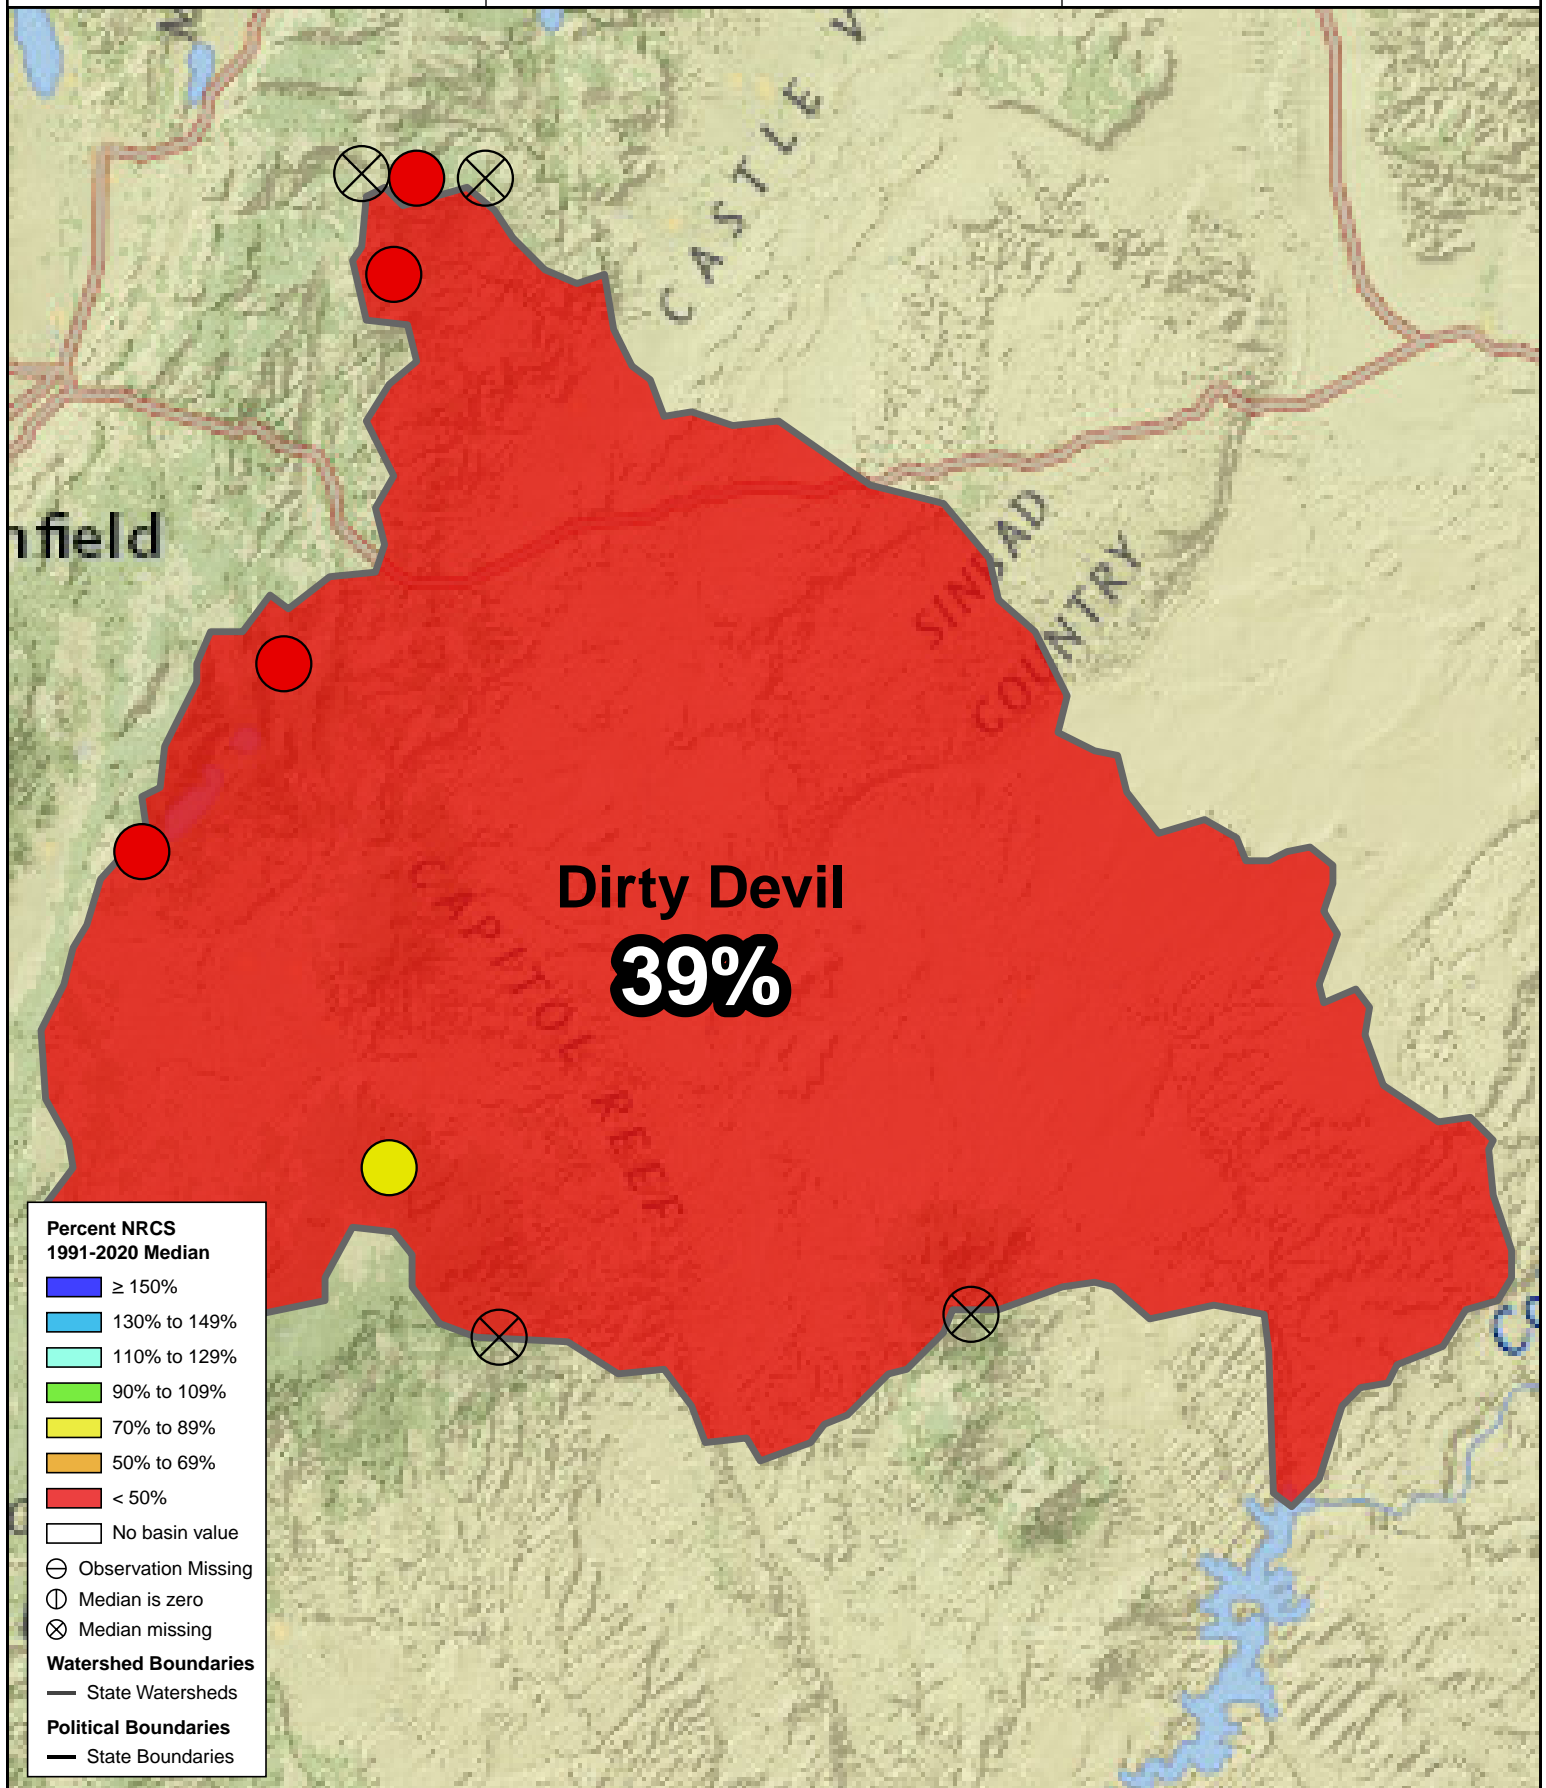 CASTLE V
nfield
SINBAD
COUNTRY
CAPITOL REEF
Dirty Devil
39%
Percent NRCS
1991-2020 Median
≥ 150%
130% to 149%
110% to 129%
90% to 109%
70% to 89%
50% to 69%
< 50%
No basin value
Observation Missing
Median is zero
Median missing
Watershed Boundaries
State Watersheds
Political Boundaries
State Boundaries